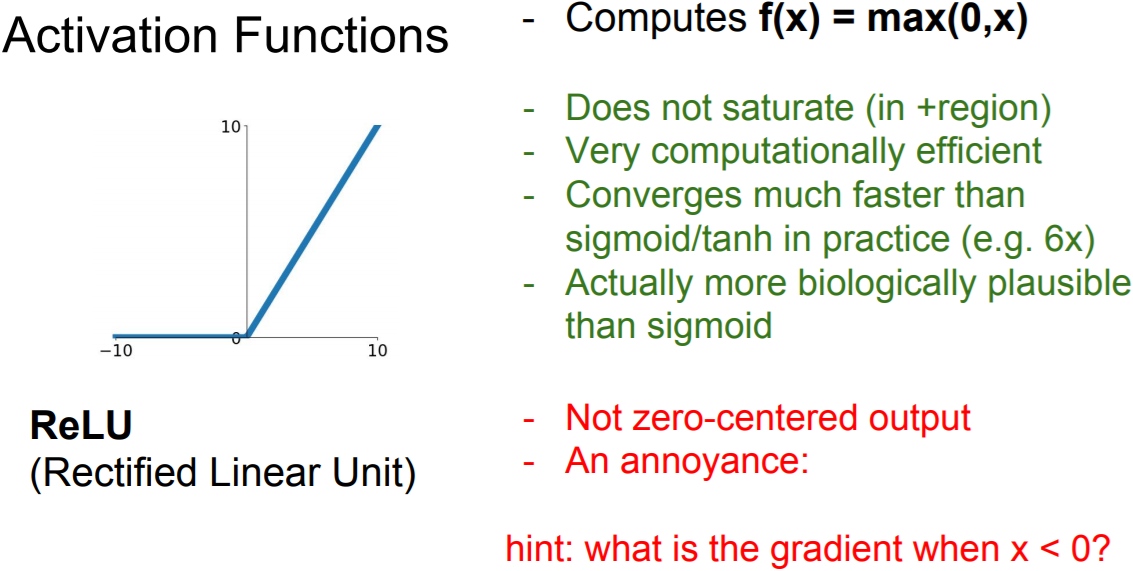 Activation Functions
10
0
−10
10
ReLU
(Rectified Linear Unit)
- Computes f(x) = max(0,x)
- Does not saturate (in +region)
- Very computationally efficient
- Converges much faster than
sigmoid/tanh in practice (e.g. 6x)
- Actually more biologically plausible
than sigmoid
- Not zero-centered output
- An annoyance:
hint: what is the gradient when x < 0?